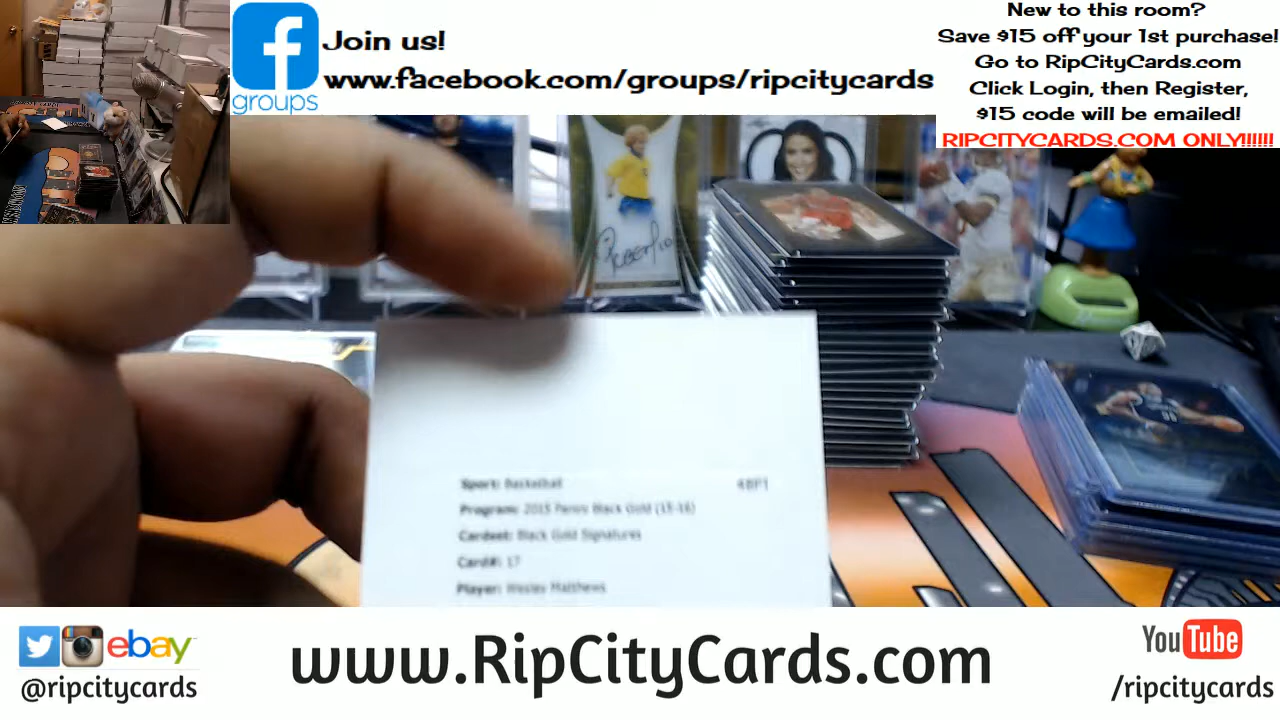 Join us!
www.facebook.com/groups/ripcitycards
groups
New to this room?
Save $15 off your 1st purchase!
Go to RipCityCards.com
Click Login, then Register,
$15 code will be emailed!
RIPCITYCARDS.COM ONLY!!!!!!
Sport: Basketball
Program: 2015 Panini Black Gold (15-16)
Cardset: Black Gold Signatures
Card#: 17
Player: Wesley Matthews
ebay
@ripcitycards
www.RipCityCards.com
YouTube
/ripcitycards